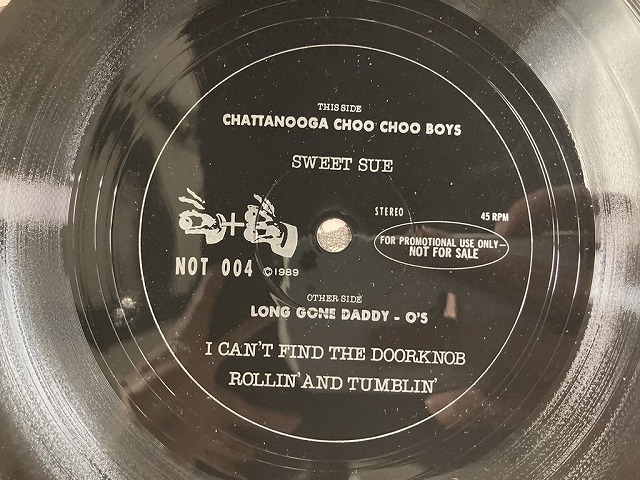 THIS SIDE
CHATTANOOGA CHOO CHOO BOYS
SWEET SUE
STEREO
45 RPM
FOR PROMOTIONAL USE ONLY—
NOT FOR SALE
+
NOT 004 ©1989
OTHER SIDE
LONG GONE DADDY - O'S
I CAN'T FIND THE DOORKNOB
ROLLIN' AND TUMBLIN'